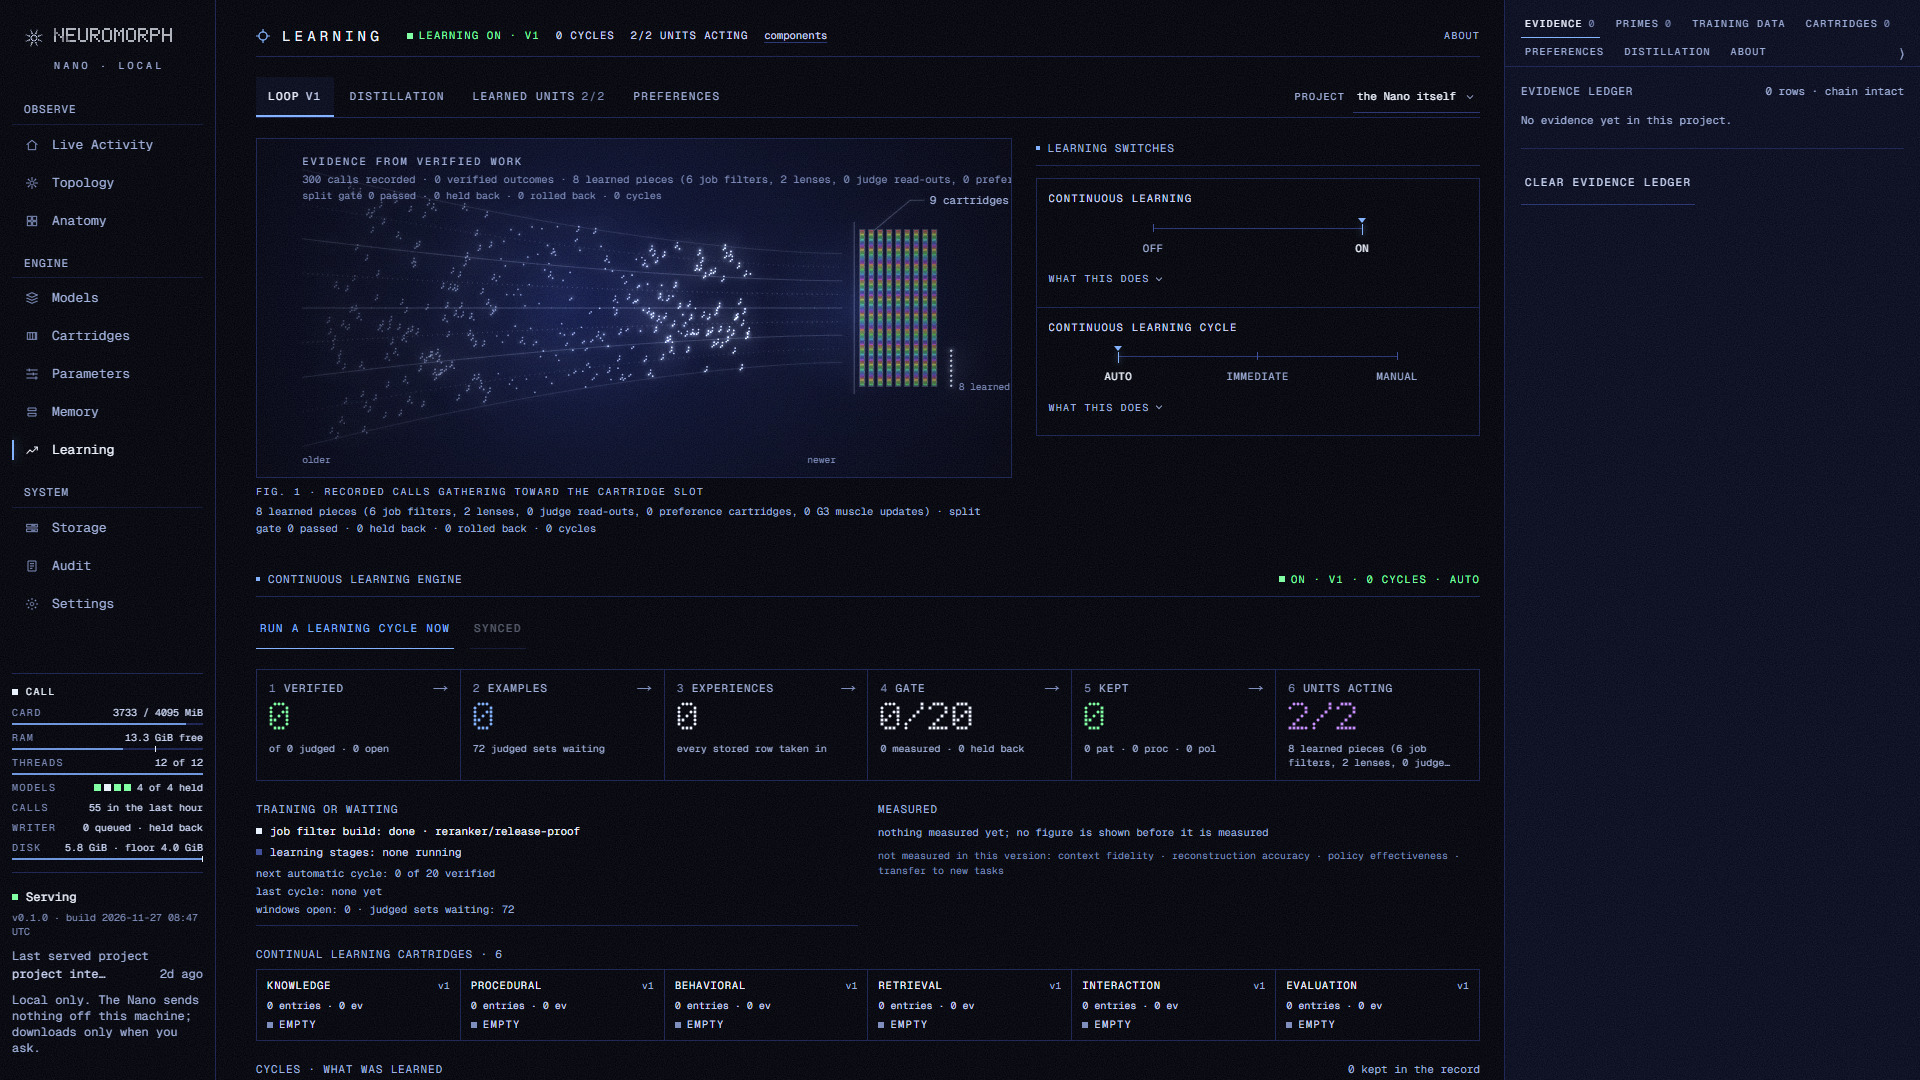 NEUROMORPH
NANO · LOCAL
OBSERVE
Live Activity
Topology
Anatomy
ENGINE
Models
Cartridges
Parameters
Memory
Learning
SYSTEM
Storage
Audit
Settings
CALL
CARD 3733 / 4095 MiB
RAM 13.3 GiB free
THREADS 12 of 12
MODELS 4 of 4 held
CALLS 55 in the last hour
WRITER 0 queued · held back
DISK 5.8 GiB · floor 4.0 GiB
Serving
v0.1.0 · build 2026-11-27 08:47
UTC
Last served project
project inte… 2d ago
Local only. The Nano sends
nothing off this machine;
downloads only when you
ask.
LEARNING
LEARNING ON · V1 0 CYCLES 2/2 UNITS ACTING components
ABOUT
LOOP V1 DISTILLATION LEARNED UNITS 2/2 PREFERENCES
PROJECT the Nano itself
EVIDENCE FROM VERIFIED WORK
300 calls recorded · 0 verified outcomes · 8 learned pieces (6 job filters, 2 lenses, 0 judge read-outs, 0 prefer
split gate 0 passed · 0 held back · 0 rolled back · 0 cycles
9 cartridges
8 learned
older newer
FIG. 1 · RECORDED CALLS GATHERING TOWARD THE CARTRIDGE SLOT
8 learned pieces (6 job filters, 2 lenses, 0 judge read-outs, 0 preference cartridges, 0 G3 muscle updates) · split
gate 0 passed · 0 held back · 0 rolled back · 0 cycles
LEARNING SWITCHES
CONTINUOUS LEARNING
OFF ON
WHAT THIS DOES
CONTINUOUS LEARNING CYCLE
AUTO IMMEDIATE MANUAL
WHAT THIS DOES
CONTINUOUS LEARNING ENGINE
ON · V1 · 0 CYCLES · AUTO
RUN A LEARNING CYCLE NOW SYNCED
1 VERIFIED →
0
of 0 judged · 0 open
2 EXAMPLES →
0
72 judged sets waiting
3 EXPERIENCES →
0
every stored row taken in
4 GATE →
0/20
0 measured · 0 held back
5 KEPT →
0
0 pat · 0 proc · 0 pol
6 UNITS ACTING
2/2
8 learned pieces (6 job
filters, 2 lenses, 0 judge…
TRAINING OR WAITING
job filter build: done · reranker/release-proof
learning stages: none running
next automatic cycle: 0 of 20 verified
last cycle: none yet
windows open: 0 · judged sets waiting: 72
MEASURED
nothing measured yet; no figure is shown before it is measured
not measured in this version: context fidelity · reconstruction accuracy · policy effectiveness ·
transfer to new tasks
CONTINUAL LEARNING CARTRIDGES · 6
KNOWLEDGE v1
0 entries · 0 ev
EMPTY
PROCEDURAL v1
0 entries · 0 ev
EMPTY
BEHAVIORAL v1
0 entries · 0 ev
EMPTY
RETRIEVAL v1
0 entries · 0 ev
EMPTY
INTERACTION v1
0 entries · 0 ev
EMPTY
EVALUATION v1
0 entries · 0 ev
EMPTY
CYCLES · WHAT WAS LEARNED
0 kept in the record
EVIDENCE 0 PRIMES 0 TRAINING DATA CARTRIDGES 0
PREFERENCES DISTILLATION ABOUT
EVIDENCE LEDGER 0 rows · chain intact
No evidence yet in this project.
CLEAR EVIDENCE LEDGER